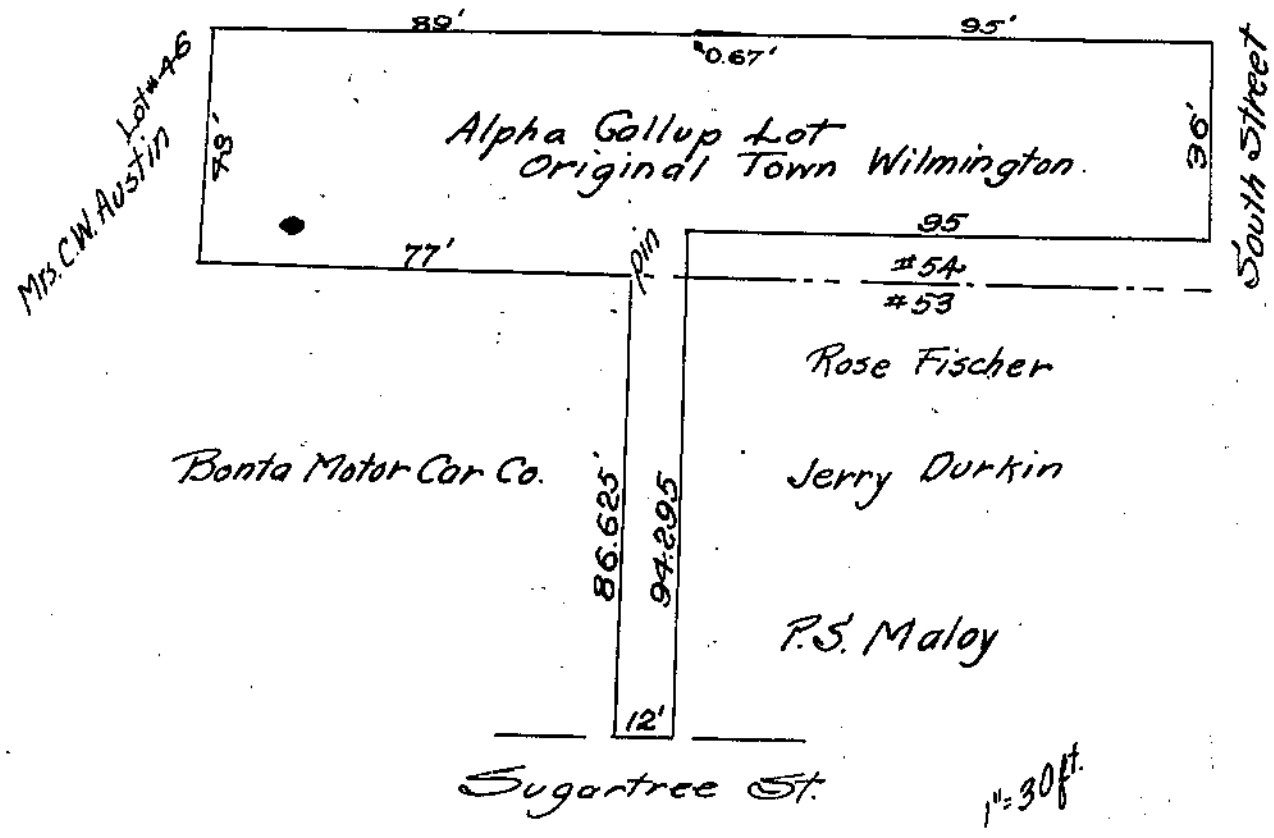 89'
95'
0.67'
Lot #46
Mrs. C.W. Austin
48'
Alpha Gallup Lot
Original Town Wilmington.
36'
South Street
pin
95
77'
#54
#53
Rose Fischer
Bonta Motor Car Co.
Jerry Durkin
86.625'
94.295
P.S. Maloy
12'
Sugartree St.
1"=30ft.